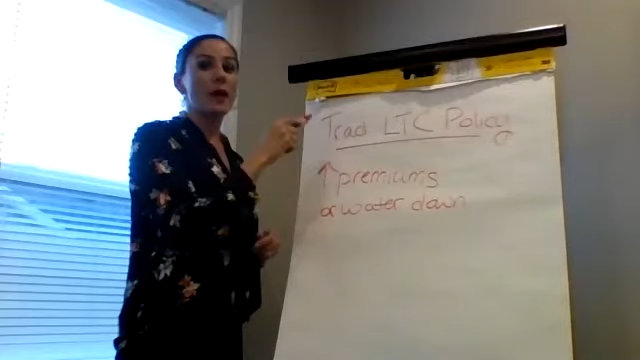 Trad LTC Policy
↑ premiums
or water down